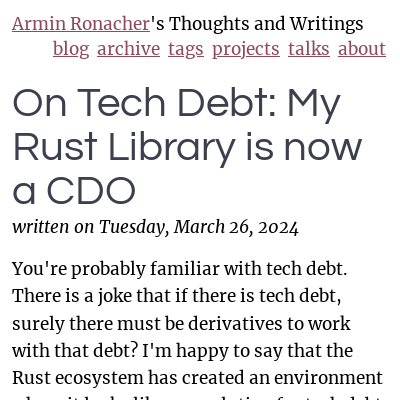 Armin Ronacher's Thoughts and Writings
blog archive tags projects talks about
On Tech Debt: My
Rust Library is now
a CDO
written on Tuesday, March 26, 2024
You're probably familiar with tech debt.
There is a joke that if there is tech debt,
surely there must be derivatives to work
with that debt? I'm happy to say that the
Rust ecosystem has created an environment